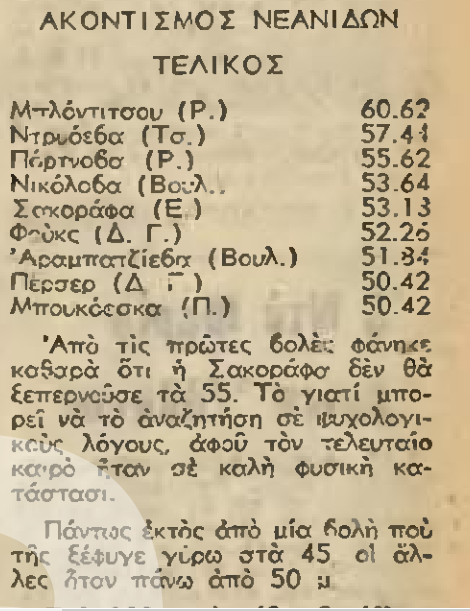 ΑΚΟΝΤΙΣΜΟΣ ΝΕΑΝΙΔΩΝ
ΤΕΛΙΚΟΣ
Μπλόντιτσου (Ρ.) 60.62
Ντρυόεβα (Τσ.) 57.44
Πάρτνοβα (Ρ.) 55.62
Νικόλοβα (Βουλ.. 53.64
Σακοράφα (Ε.) 53.13
Φούκς (Δ. Γ.) 52.26
Ἀραμπατζίεβα (Βουλ.) 51.84
Πέρσερ (Δ Γ) 50.42
Μπουκόεσκα (Π.) 50.42
Ἀπὸ τὶς πρῶτες βολὲς φάνηκε
καθαρὰ ὅτι ἡ Σακοράφα δὲν θὰ
ξεπερνοῦσε τὰ 55. Τὸ γιατί μπο-
ρεῖ νὰ τὸ ἀναζητήση σὲ ψυχολογι-
κοὺς λόγους, ἀφοῦ τὸν τελευταῖο
καιρὸ ἦταν σὲ καλὴ φυσικὴ κα-
τάστασι.
Πάντως ἐκτὸς ἀπὸ μία βολὴ ποὺ
τῆς ξέφυγε γύρω στὰ 45 οἱ ἄλ-
λες ἦταν πάνω ἀπὸ 50 μ